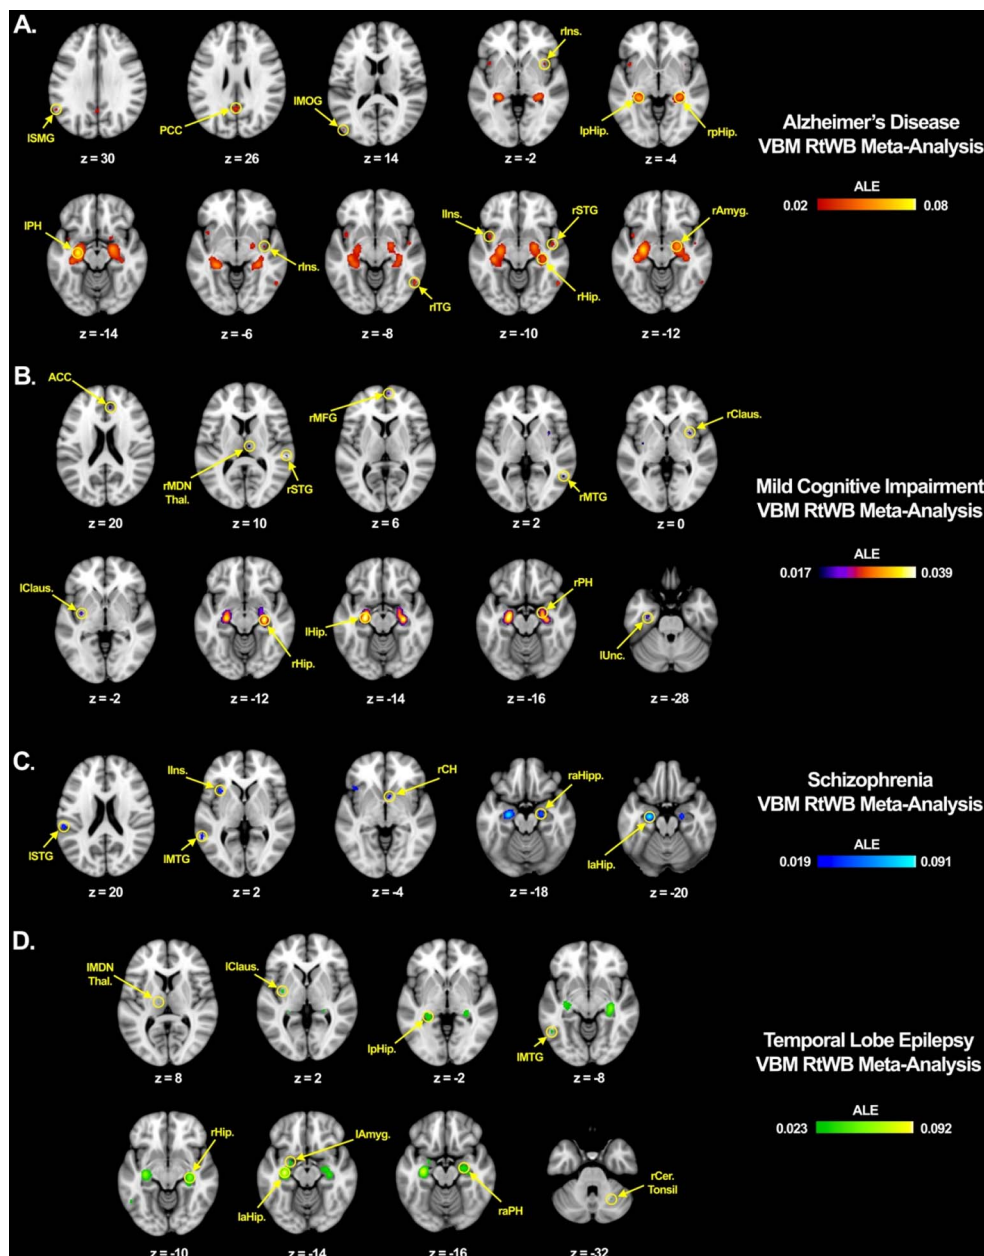 A.
rIns.
lMOG
lSMG
PCC
lpHip.
rpHip.
z = 30
z = 26
z = 14
z = -2
z = -4
Alzheimer's Disease
VBM RtWB Meta-Analysis
ALE
0.02
0.08
lPH
rIns.
rITG
lIns.
rSTG
rHip.
rAmyg.
z = -14
z = -6
z = -8
z = -10
z = -12
B.
ACC
rMDN
Thal.
rSTG
rMFG
rMTG
rClaus.
z = 20
z = 10
z = 6
z = 2
z = 0
Mild Cognitive Impairment
VBM RtWB Meta-Analysis
ALE
0.017
0.039
lClaus.
rHip.
lHip.
rPH
lUnc.
z = -2
z = -12
z = -14
z = -16
z = -28
C.
lSTG
lIns.
lMTG
rCH
raHipp.
laHip.
z = 20
z = 2
z = -4
z = -18
z = -20
Schizophrenia
VBM RtWB Meta-Analysis
ALE
0.019
0.091
D.
lMDN
Thal.
lClaus.
lpHip.
lMTG
z = 8
z = 2
z = -2
z = -8
Temporal Lobe Epilepsy
VBM RtWB Meta-Analysis
ALE
0.023
0.092
rHip.
lAmyg.
laHip.
raPH
rCer.
Tonsil
z = -10
z = -14
z = -16
z = -32